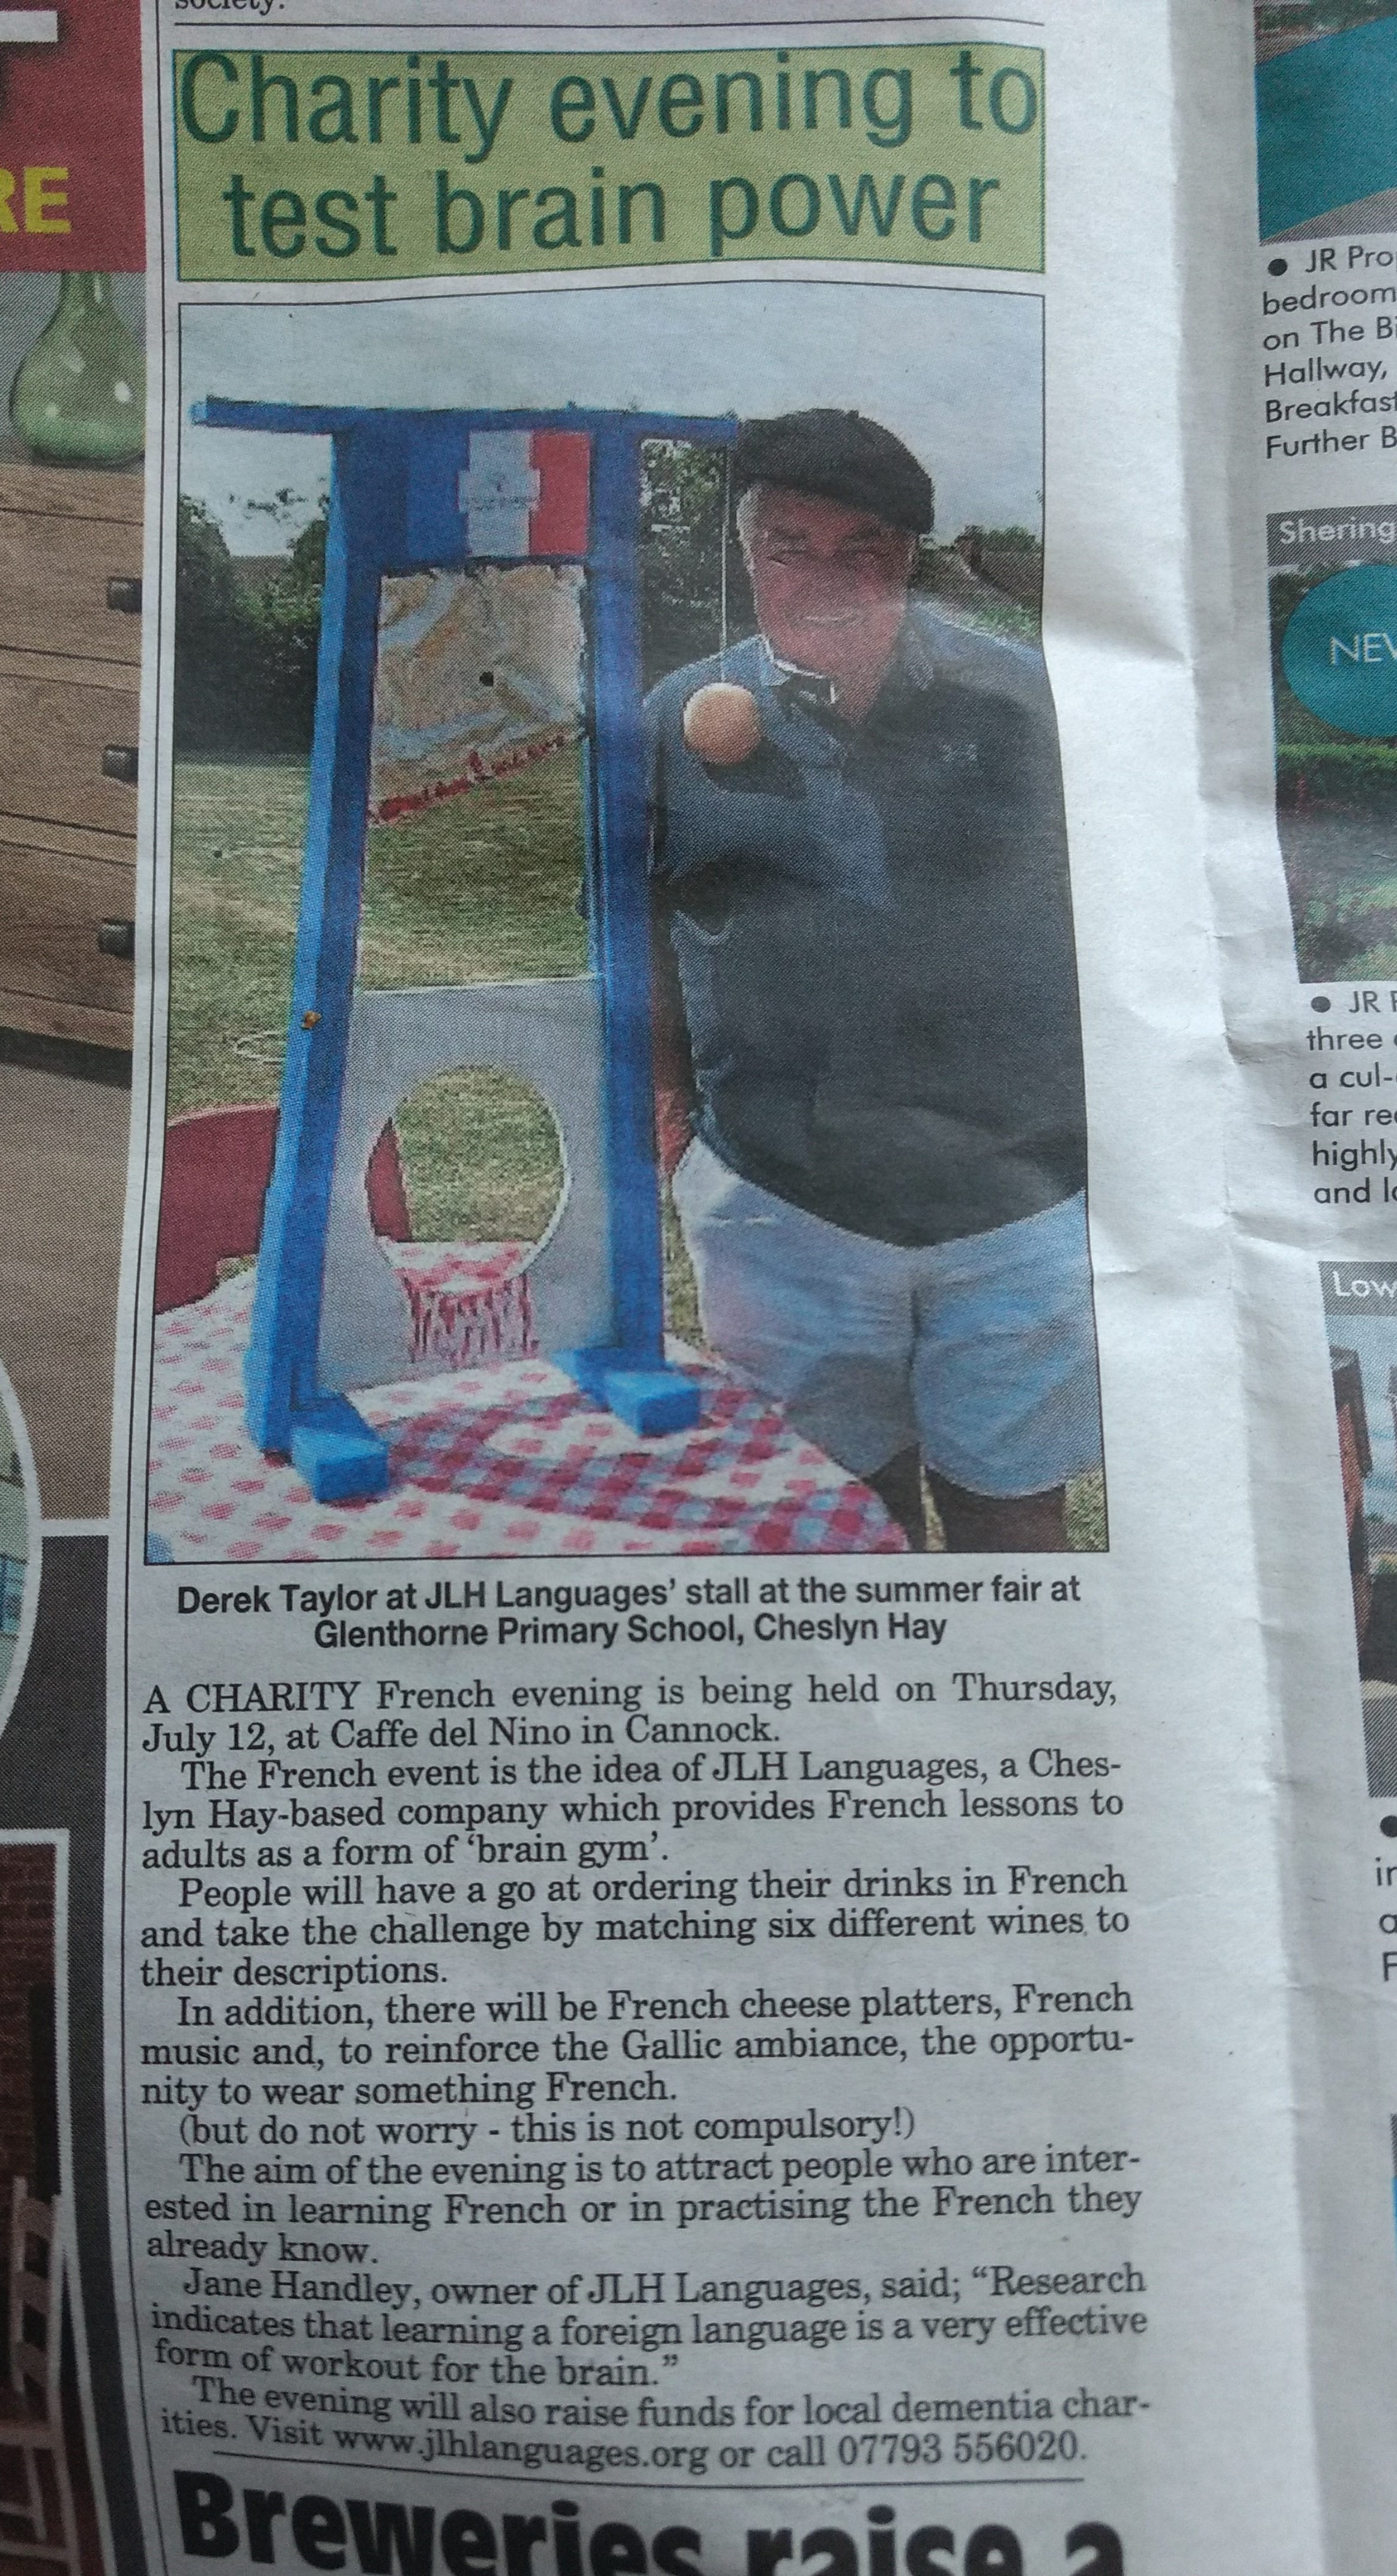 society.
Charity evening to
test brain power
Derek Taylor at JLH Languages’ stall at the summer fair at
Glenthorne Primary School, Cheslyn Hay
A CHARITY French evening is being held on Thursday,
July 12, at Caffe del Nino in Cannock.
The French event is the idea of JLH Languages, a Ches-
lyn Hay-based company which provides French lessons to
adults as a form of ‘brain gym’.
People will have a go at ordering their drinks in French
and take the challenge by matching six different wines to
their descriptions.
In addition, there will be French cheese platters, French
music and, to reinforce the Gallic ambiance, the opportu-
nity to wear something French.
(but do not worry - this is not compulsory!)
The aim of the evening is to attract people who are inter-
ested in learning French or in practising the French they
already know.
Jane Handley, owner of JLH Languages, said; “Research
indicates that learning a foreign language is a very effective
form of workout for the brain.”
The evening will also raise funds for local dementia char-
ities. Visit www.jlhlanguages.org or call 07793 556020.
Breweries raise a
RE
● JR Pro
bedroom
on The B
Hallway,
Breakfast
Further B
Shering
NEW
● JR
three
a cul-
far re
highly
and
Low